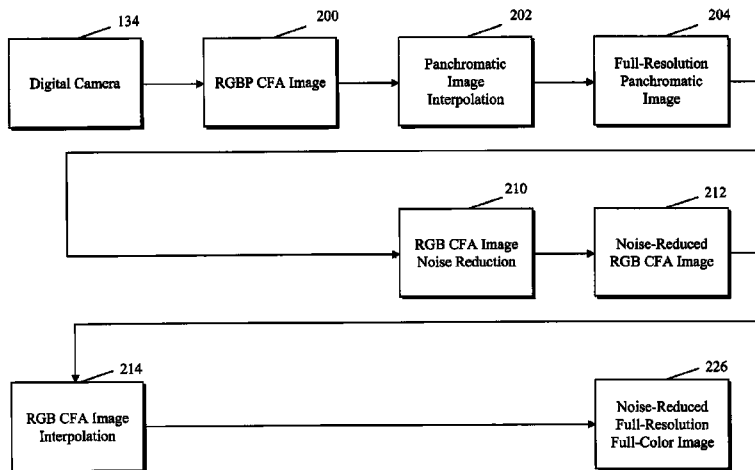 134
200
202
204
Digital Camera
RGBP CFA Image
Panchromatic
Image
Interpolation
Full-Resolution
Panchromatic
Image
210
212
RGB CFA Image
Noise Reduction
Noise-Reduced
RGB CFA Image
214
226
RGB CFA Image
Interpolation
Noise-Reduced
Full-Resolution
Full-Color Image